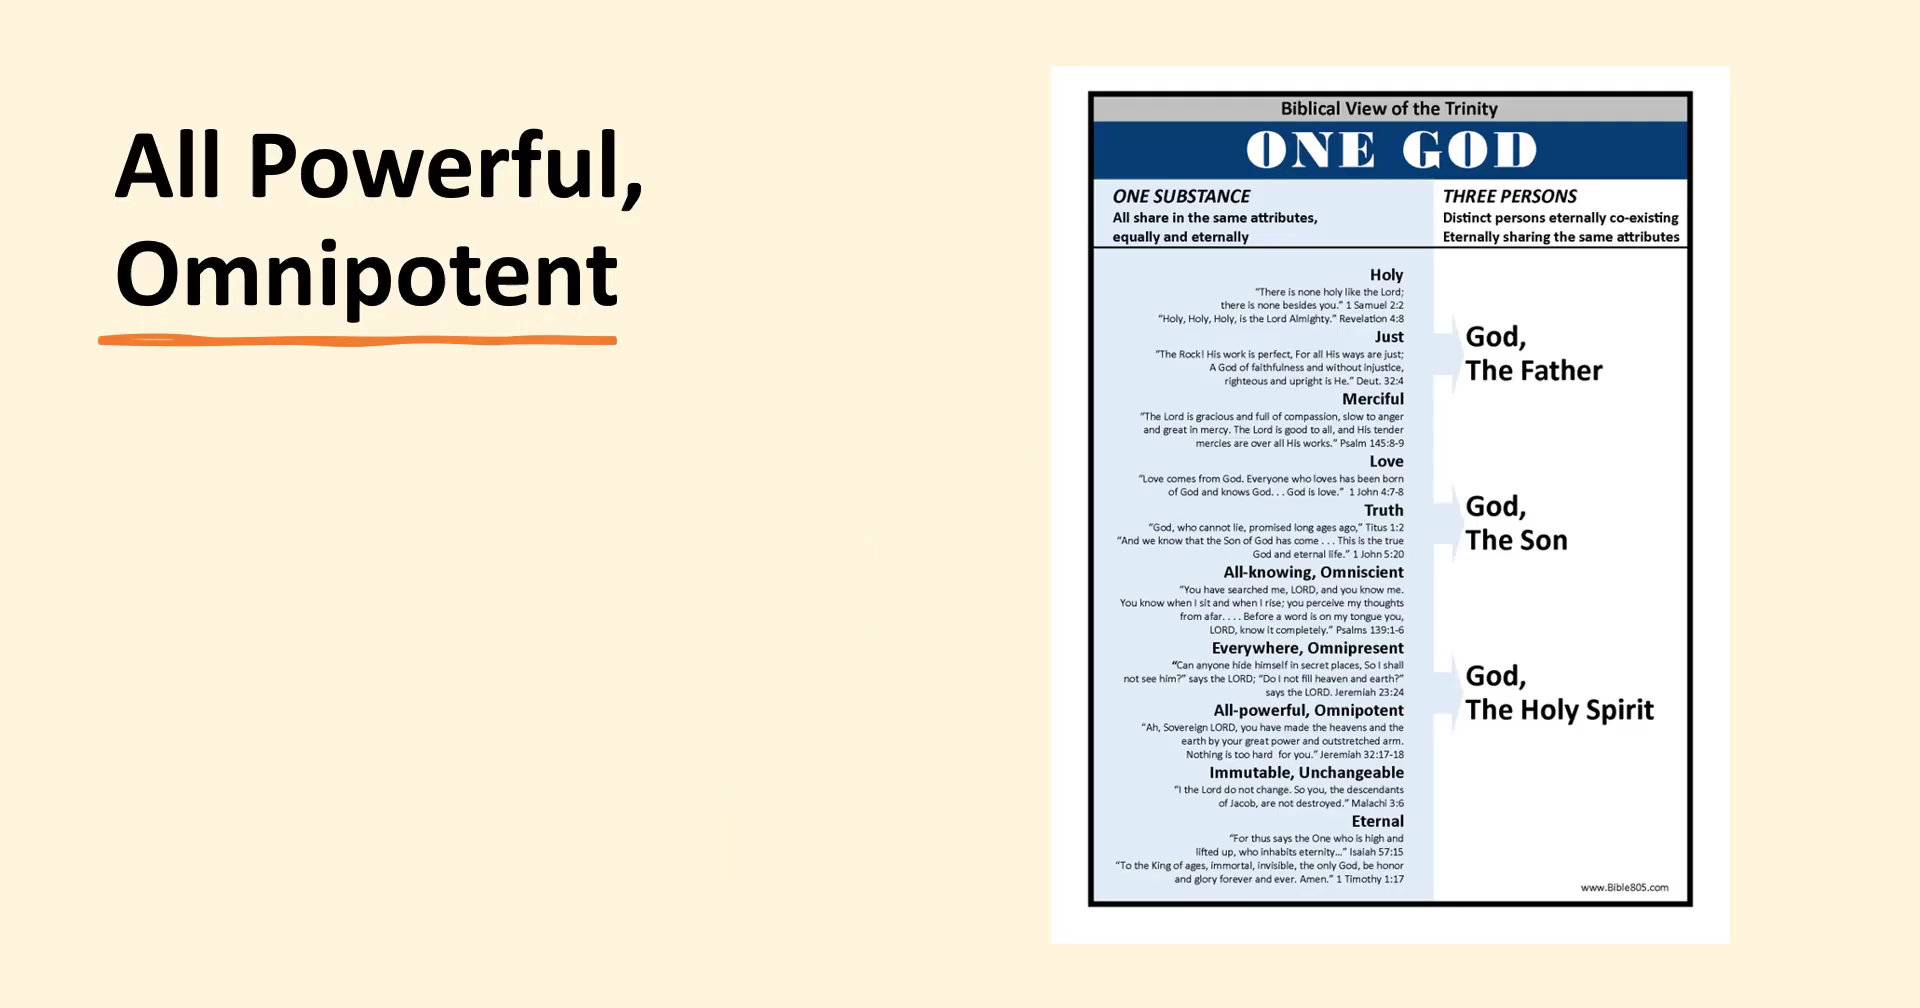 All Powerful,
Omnipotent
Biblical View of the Trinity
ONE GOD
ONE SUBSTANCE
All share in the same attributes,
equally and eternally
THREE PERSONS
Distinct persons eternally co-existing
Eternally sharing the same attributes
Holy
“There is none holy like the Lord;
there is none besides you.” 1 Samuel 2:2
“Holy, Holy, Holy, is the Lord Almighty.” Revelation 4:8
Just
“The Rock! His work is perfect, For all His ways are just;
A God of faithfulness and without injustice,
righteous and upright is He.” Deut. 32:4
Merciful
“The Lord is gracious and full of compassion, slow to anger
and great in mercy. The Lord is good to all, and His tender
mercies are over all His works.” Psalm 145:8-9
Love
“Love comes from God. Everyone who loves has been born
of God and knows God. . . God is love.” 1 John 4:7-8
Truth
“God, who cannot lie, promised long ages ago,” Titus 1:2
“And we know that the Son of God has come . . . This is the true
God and eternal life.” 1 John 5:20
All-knowing, Omniscient
“You have searched me, LORD, and you know me.
You know when I sit and when I rise; you perceive my thoughts
from afar. . . . Before a word is on my tongue you,
LORD, know it completely.” Psalms 139:1-6
Everywhere, Omnipresent
“Can anyone hide himself in secret places, So I shall
not see him?” says the LORD; “Do I not fill heaven and earth?”
says the LORD. Jeremiah 23:24
All-powerful, Omnipotent
“Ah, Sovereign LORD, you have made the heavens and the
earth by your great power and outstretched arm.
Nothing is too hard for you.” Jeremiah 32:17-18
Immutable, Unchangeable
“I the Lord do not change. So you, the descendants
of Jacob, are not destroyed.” Malachi 3:6
Eternal
“For thus says the One who is high and
lifted up, who inhabits eternity…” Isaiah 57:15
“To the King of ages, immortal, invisible, the only God, be honor
and glory forever and ever. Amen.” 1 Timothy 1:17
God,
The Father
God,
The Son
God,
The Holy Spirit
www.Bible805.com